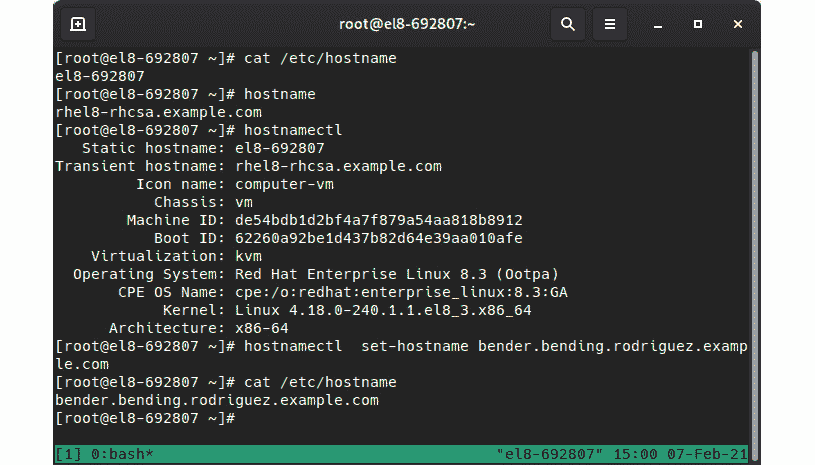 root@el8-692807:~
[root@el8-692807 ~]# cat /etc/hostname
el8-692807
[root@el8-692807 ~]# hostname
rhel8-rhcsa.example.com
[root@el8-692807 ~]# hostnamectl
   Static hostname: el8-692807
Transient hostname: rhel8-rhcsa.example.com
         Icon name: computer-vm
           Chassis: vm
        Machine ID: de54bdb1d2bf4a7f879a54aa818b8912
           Boot ID: 62260a92be1d437b82d64e39aa010afe
    Virtualization: kvm
  Operating System: Red Hat Enterprise Linux 8.3 (Ootpa)
       CPE OS Name: cpe:/o:redhat:enterprise_linux:8.3:GA
            Kernel: Linux 4.18.0-240.1.1.el8_3.x86_64
      Architecture: x86-64
[root@el8-692807 ~]# hostnamectl  set-hostname bender.bending.rodriguez.examp
le.com
[root@el8-692807 ~]# cat /etc/hostname
bender.bending.rodriguez.example.com
[root@el8-692807 ~]#
[1] 0:bash* "el8-692807" 15:00 07-Feb-21